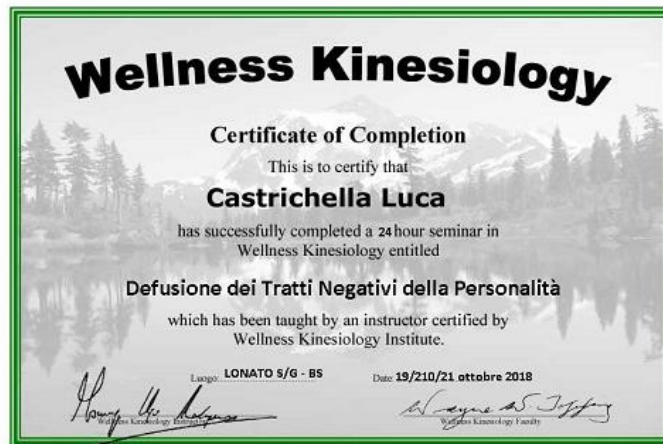 Wellness Kinesiology
Certificate of Completion
This is to certify that
Castrichella Luca
has successfully completed a 24 hour seminar in
Wellness Kinesiology entitled
Defusione dei Tratti Negativi della Personalità
which has been taught by an instructor certified by
Wellness Kinesiology Institute.
Luogo: LONATO S/G - BS Date 19/210/21 ottobre 2018
Wellness Kinesiology Instructor Wellness Kinesiology Faculty